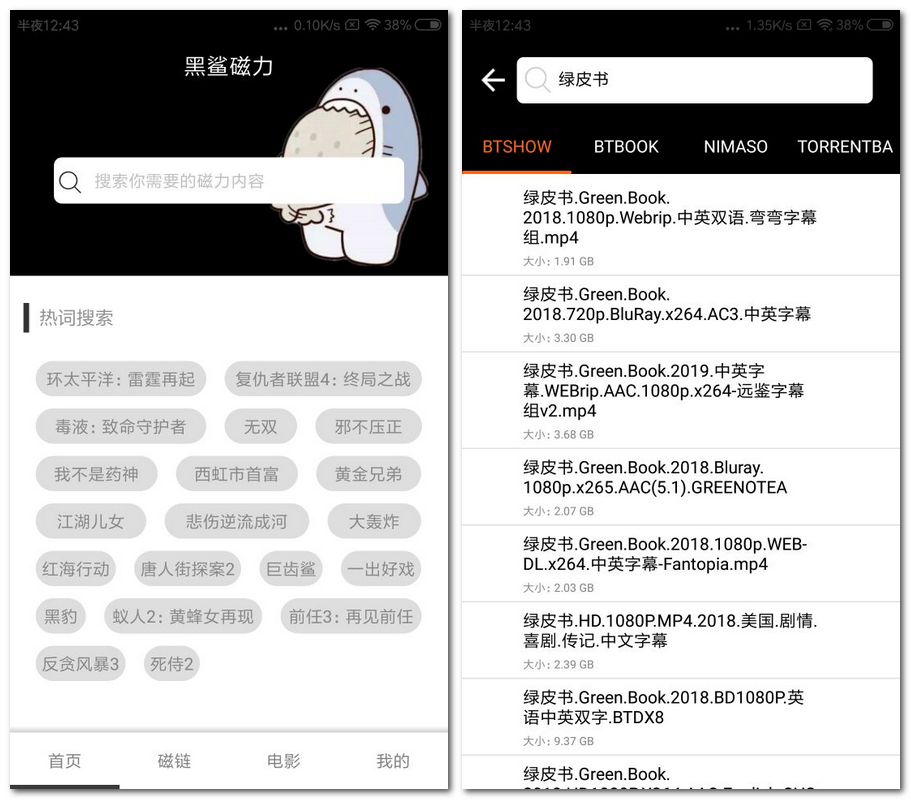 半夜12:43
... 0.10K/s 38%
黑鲨磁力
搜索你需要的磁力内容
热词搜索
环太平洋：雷霆再起 复仇者联盟4：终局之战
毒液：致命守护者 无双 邪不压正
我不是药神 西虹市首富 黄金兄弟
江湖儿女 悲伤逆流成河 大轰炸
红海行动 唐人街探案2 巨齿鲨 一出好戏
黑豹 蚁人2：黄蜂女再现 前任3：再见前任
反贪风暴3 死侍2
首页 磁链 电影 我的
半夜12:43
... 1.35K/s 38%
绿皮书
BTSHOW BTBOOK NIMASO TORRENTBA
绿皮书.Green.Book.
2018.1080p.Webrip.中英双语.弯弯字幕
组.mp4
大小：1.91 GB
绿皮书.Green.Book.
2018.720p.BluRay.x264.AC3.中英字幕
大小：3.30 GB
绿皮书.Green.Book.2019.中英字
幕.WEBrip.AAC.1080p.x264-远鉴字幕
组v2.mp4
大小：3.68 GB
绿皮书.Green.Book.2018.Bluray.
1080p.x265.AAC(5.1).GREENOTEA
大小：2.07 GB
绿皮书.Green.Book.2018.1080p.WEB-
DL.x264.中英字幕-Fantopia.mp4
大小：2.03 GB
绿皮书.HD.1080P.MP4.2018.美国.剧情.
喜剧.传记.中文字幕
大小：2.39 GB
绿皮书.Green.Book.2018.BD1080P.英
语中英双字.BTDX8
大小：9.37 GB
绿皮书.Green.Book.